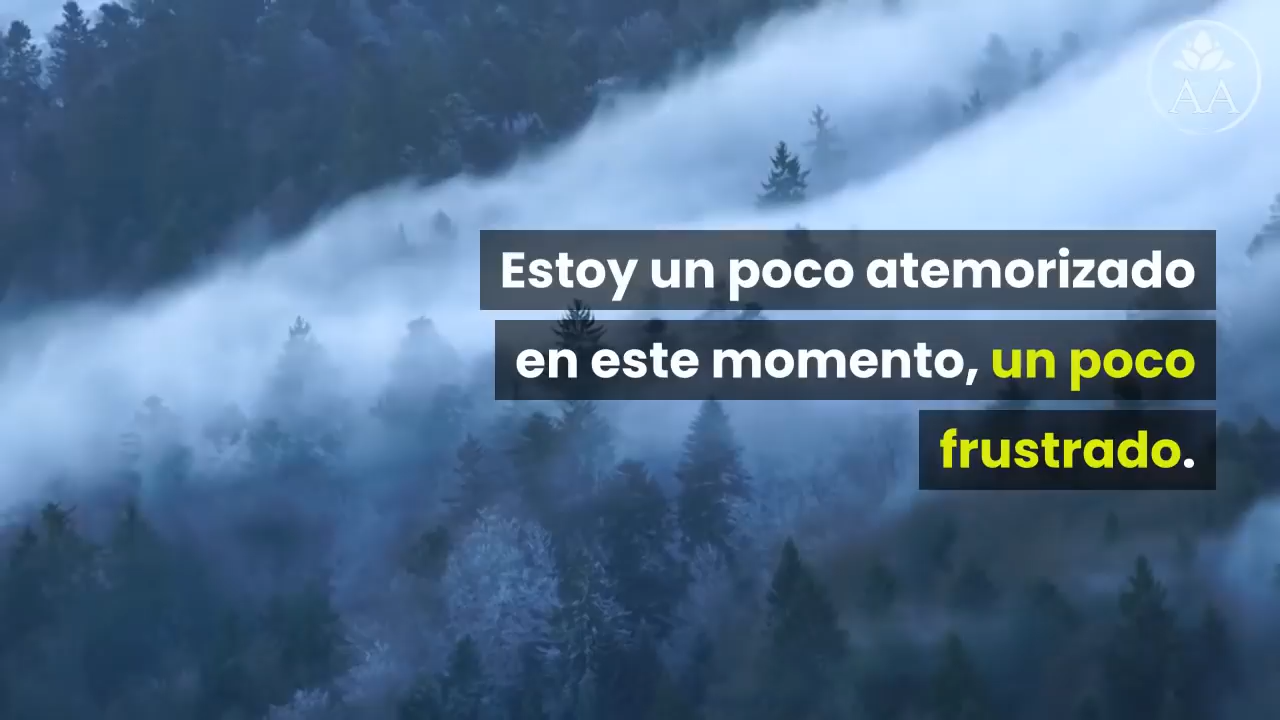 AA
Estoy un poco atemorizado
en este momento, un poco
frustrado.